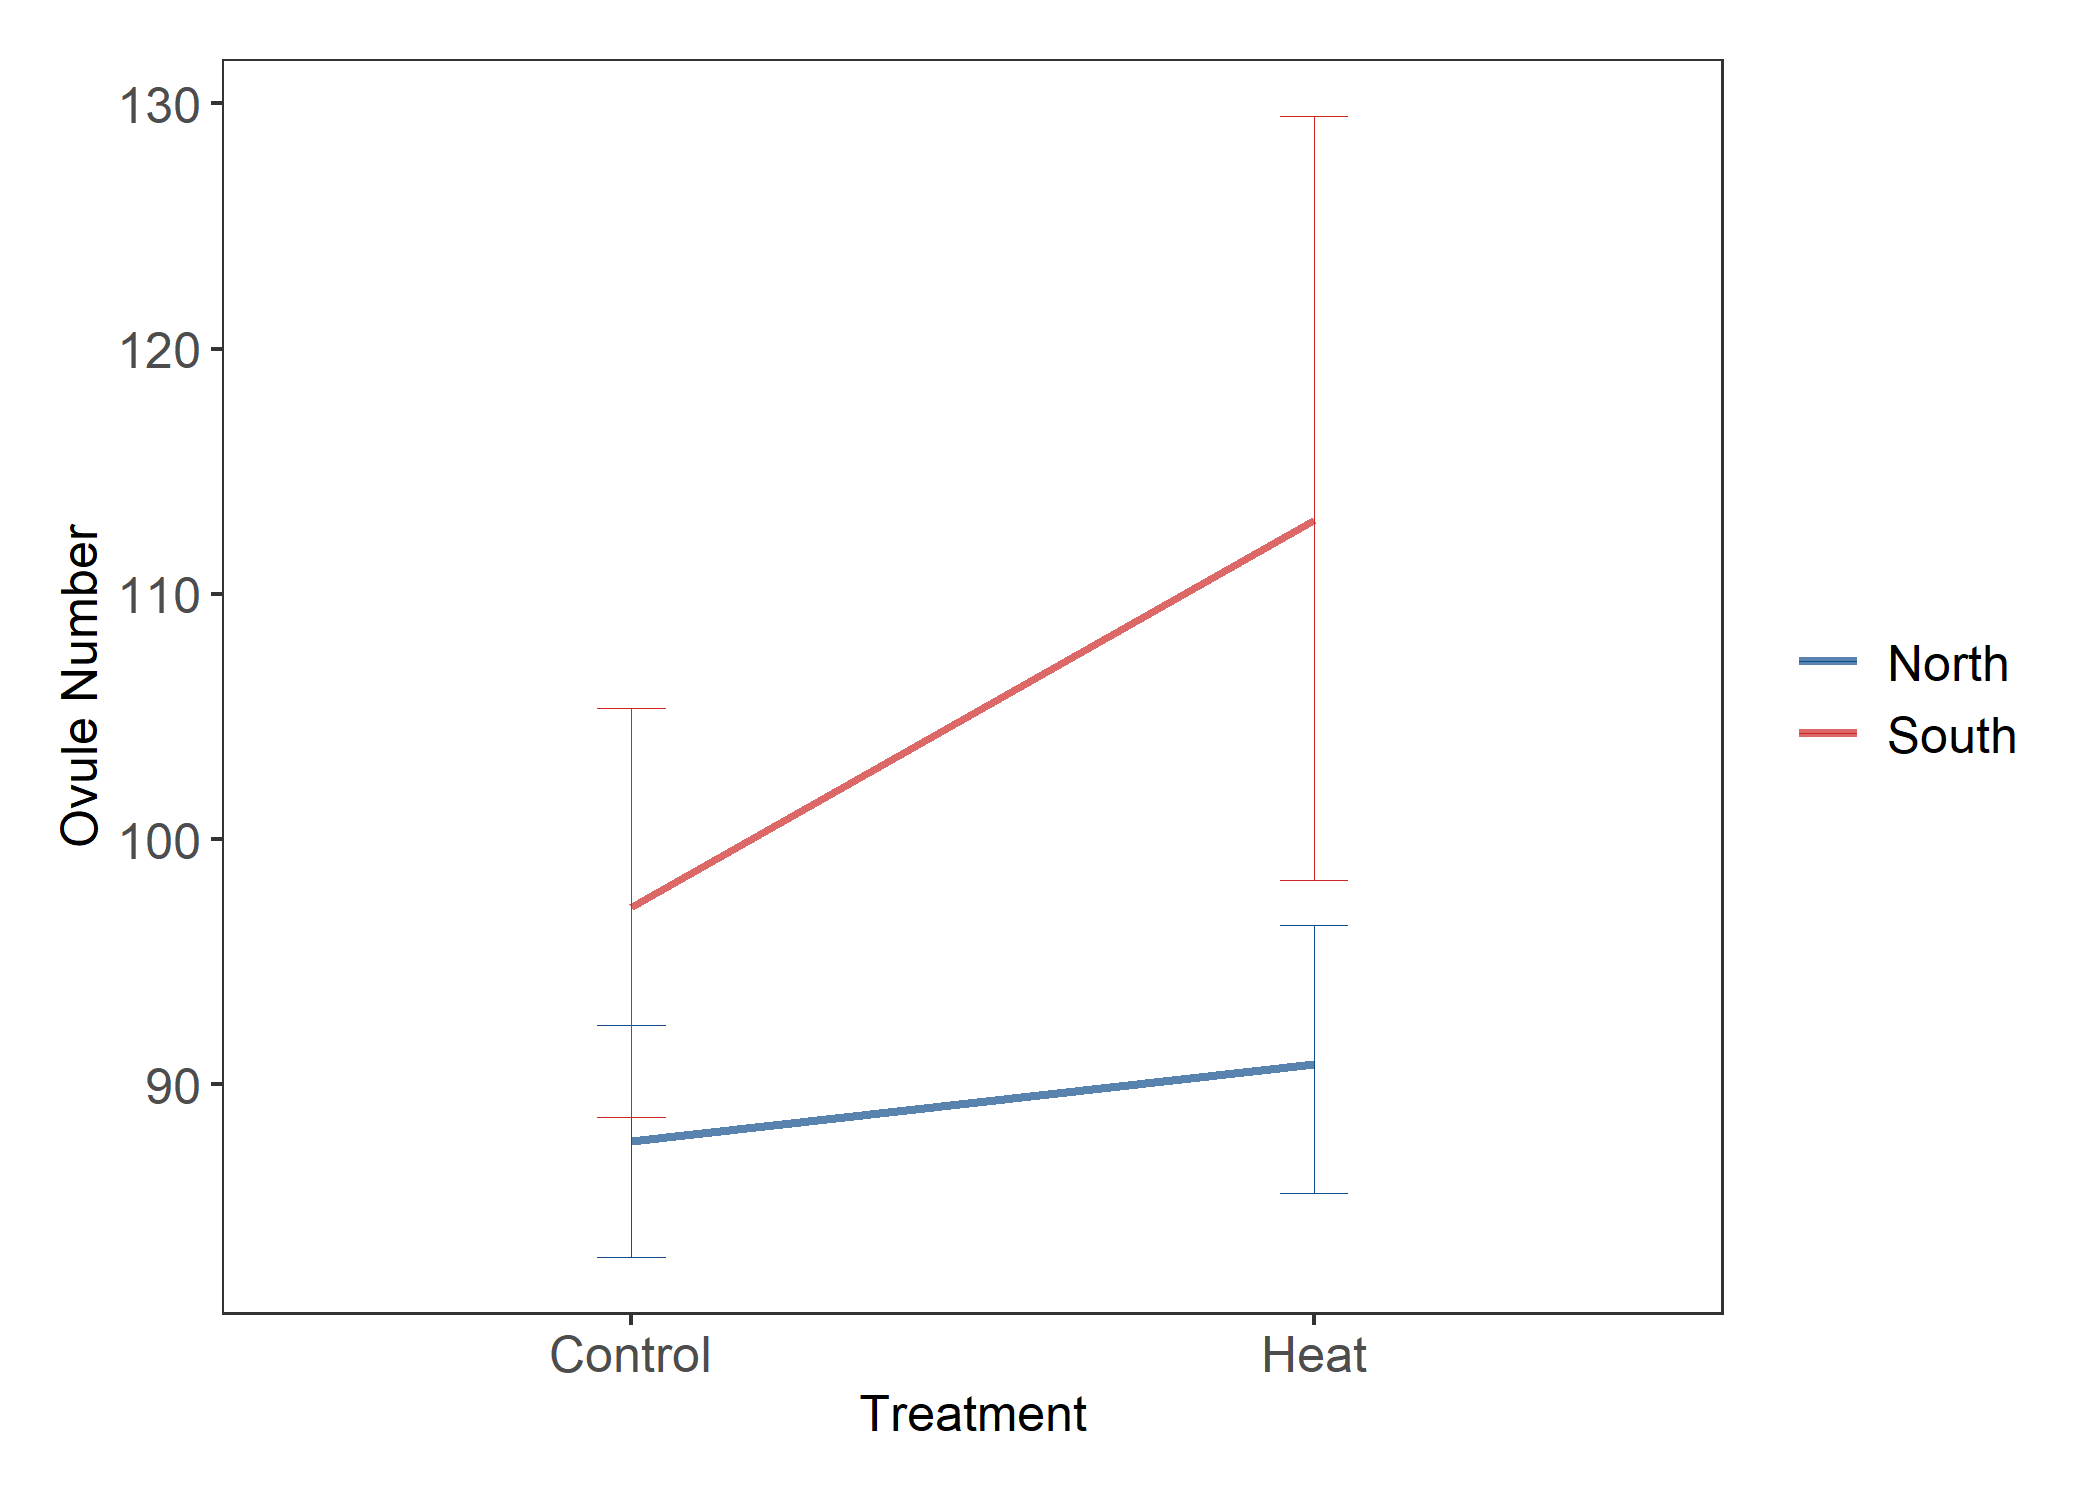 130
120
110
100
90
Ovule Number
Control
Heat
Treatment
North
South